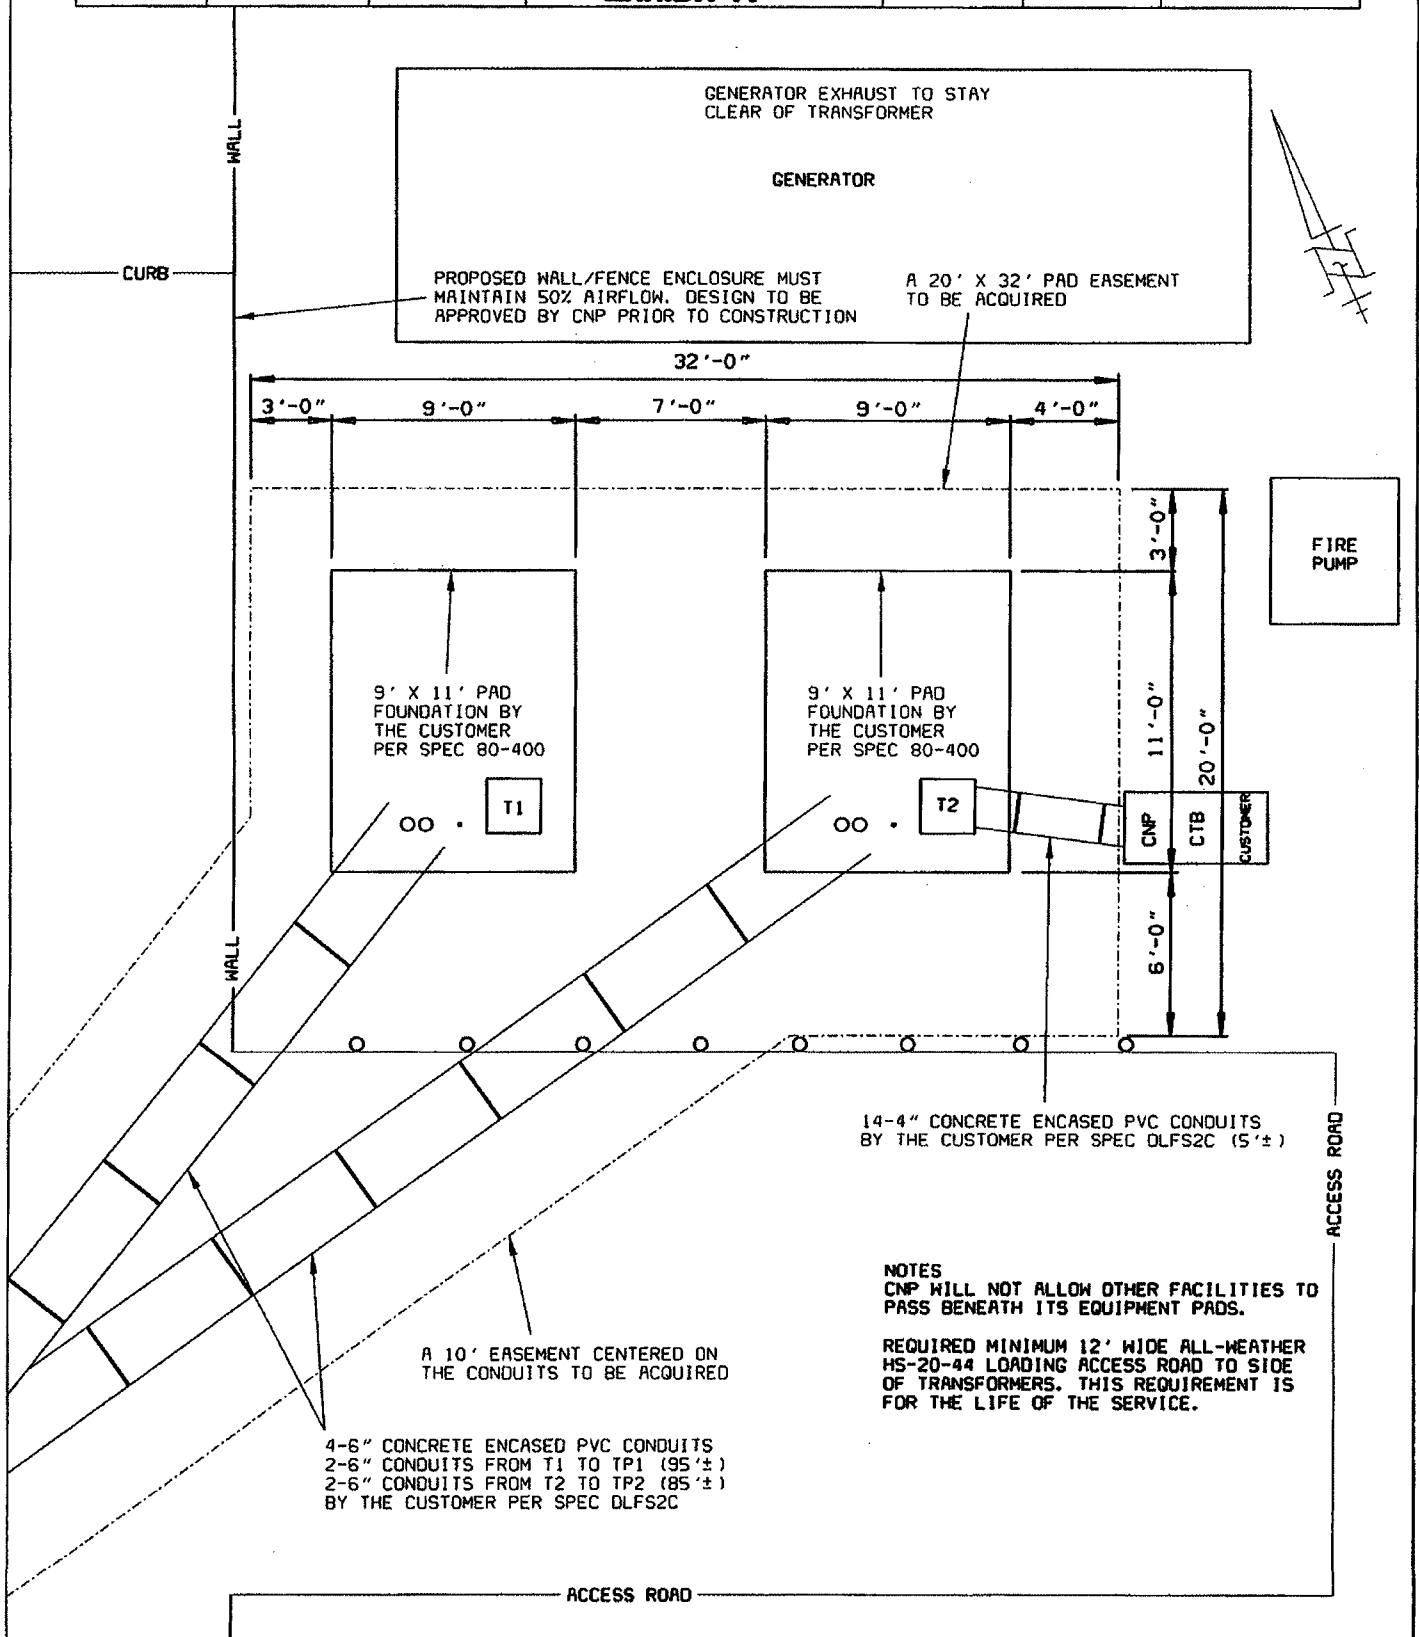 GENERATOR EXHAUST TO STAY
CLEAR OF TRANSFORMER
WALL
GENERATOR
CURB
PROPOSED WALL/FENCE ENCLOSURE MUST
MAINTAIN 50% AIRFLOW. DESIGN TO BE
APPROVED BY CNP PRIOR TO CONSTRUCTION
A 20' X 32' PAD EASEMENT
TO BE ACQUIRED
32'-0"
3'-0"
9'-0"
7'-0"
9'-0"
4'-0"
3'-0"
FIRE
PUMP
9' X 11' PAD
FOUNDATION BY
THE CUSTOMER
PER SPEC 80-400
9' X 11' PAD
FOUNDATION BY
THE CUSTOMER
PER SPEC 80-400
11'-0"
20'-0"
T1
T2
CNP
CTB
CUSTOMER
WALL
6'-0"
14-4" CONCRETE ENCASED PVC CONDUITS
BY THE CUSTOMER PER SPEC DLFS2C (5'±)
ACCESS ROAD
NOTES
CNP WILL NOT ALLOW OTHER FACILITIES TO
PASS BENEATH ITS EQUIPMENT PADS.
REQUIRED MINIMUM 12' WIDE ALL-WEATHER
HS-20-44 LOADING ACCESS ROAD TO SIDE
OF TRANSFORMERS. THIS REQUIREMENT IS
FOR THE LIFE OF THE SERVICE.
A 10' EASEMENT CENTERED ON
THE CONDUITS TO BE ACQUIRED
4-6" CONCRETE ENCASED PVC CONDUITS
2-6" CONDUITS FROM T1 TO TP1 (95'±)
2-6" CONDUITS FROM T2 TO TP2 (85'±)
BY THE CUSTOMER PER SPEC DLFS2C
ACCESS ROAD